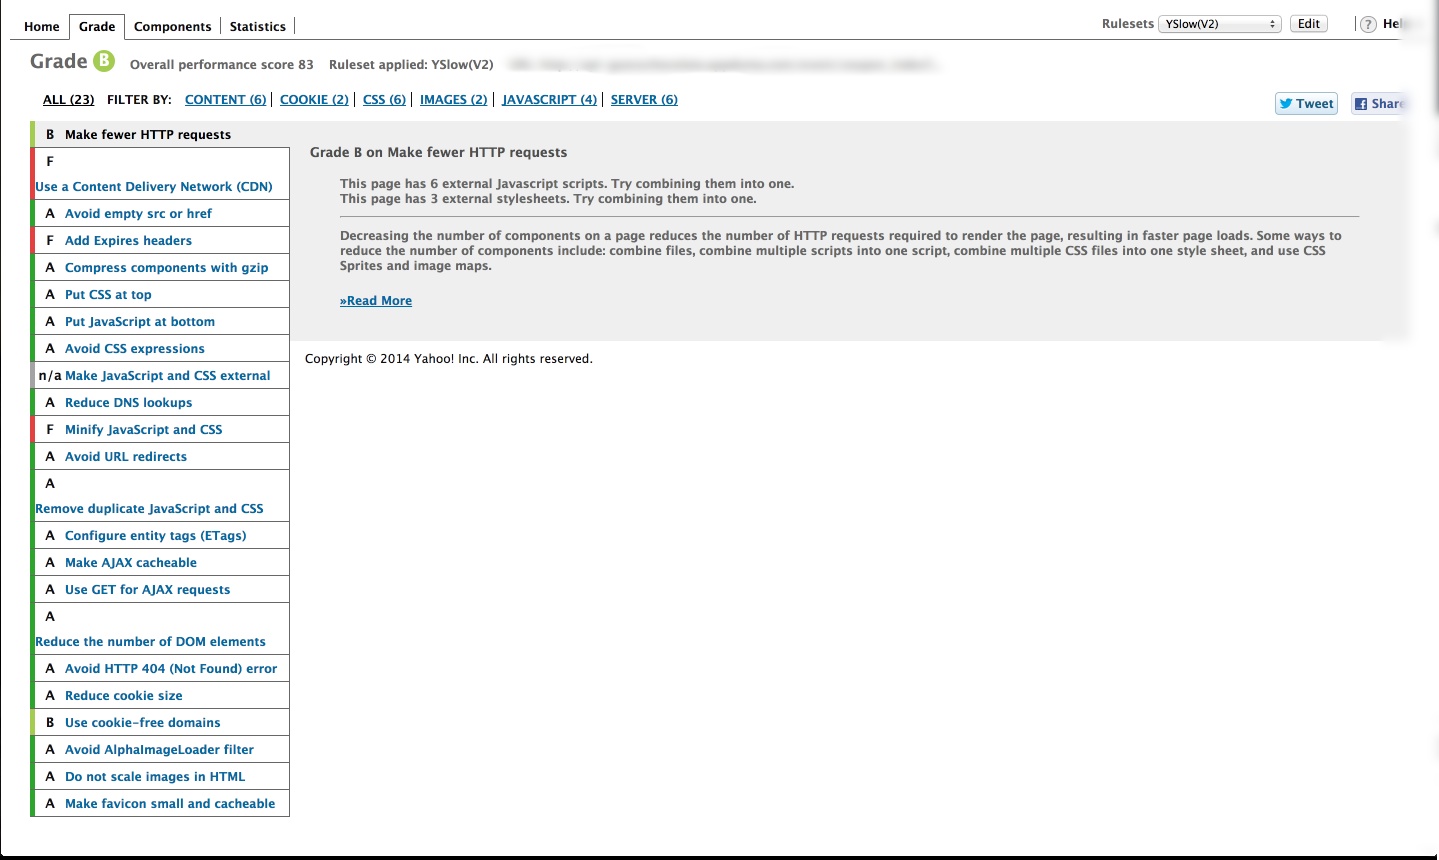 Home Grade Components Statistics Rulesets YSlow(V2) Edit ? Help
Grade B Overall performance score 83 Ruleset applied: YSlow(V2)
ALL (23) FILTER BY: CONTENT (6) COOKIE (2) CSS (6) IMAGES (2) JAVASCRIPT (4) SERVER (6)
Tweet Share
B Make fewer HTTP requests
F
Use a Content Delivery Network (CDN)
A Avoid empty src or href
F Add Expires headers
A Compress components with gzip
A Put CSS at top
A Put JavaScript at bottom
A Avoid CSS expressions
n/a Make JavaScript and CSS external
A Reduce DNS lookups
F Minify JavaScript and CSS
A Avoid URL redirects
A
Remove duplicate JavaScript and CSS
A Configure entity tags (ETags)
A Make AJAX cacheable
A Use GET for AJAX requests
A
Reduce the number of DOM elements
A Avoid HTTP 404 (Not Found) error
A Reduce cookie size
B Use cookie-free domains
A Avoid AlphaImageLoader filter
A Do not scale images in HTML
A Make favicon small and cacheable
Grade B on Make fewer HTTP requests
This page has 6 external Javascript scripts. Try combining them into one.
This page has 3 external stylesheets. Try combining them into one.
Decreasing the number of components on a page reduces the number of HTTP requests required to render the page, resulting in faster page loads. Some ways to
reduce the number of components include: combine files, combine multiple scripts into one script, combine multiple CSS files into one style sheet, and use CSS
Sprites and image maps.
»Read More
Copyright © 2014 Yahoo! Inc. All rights reserved.